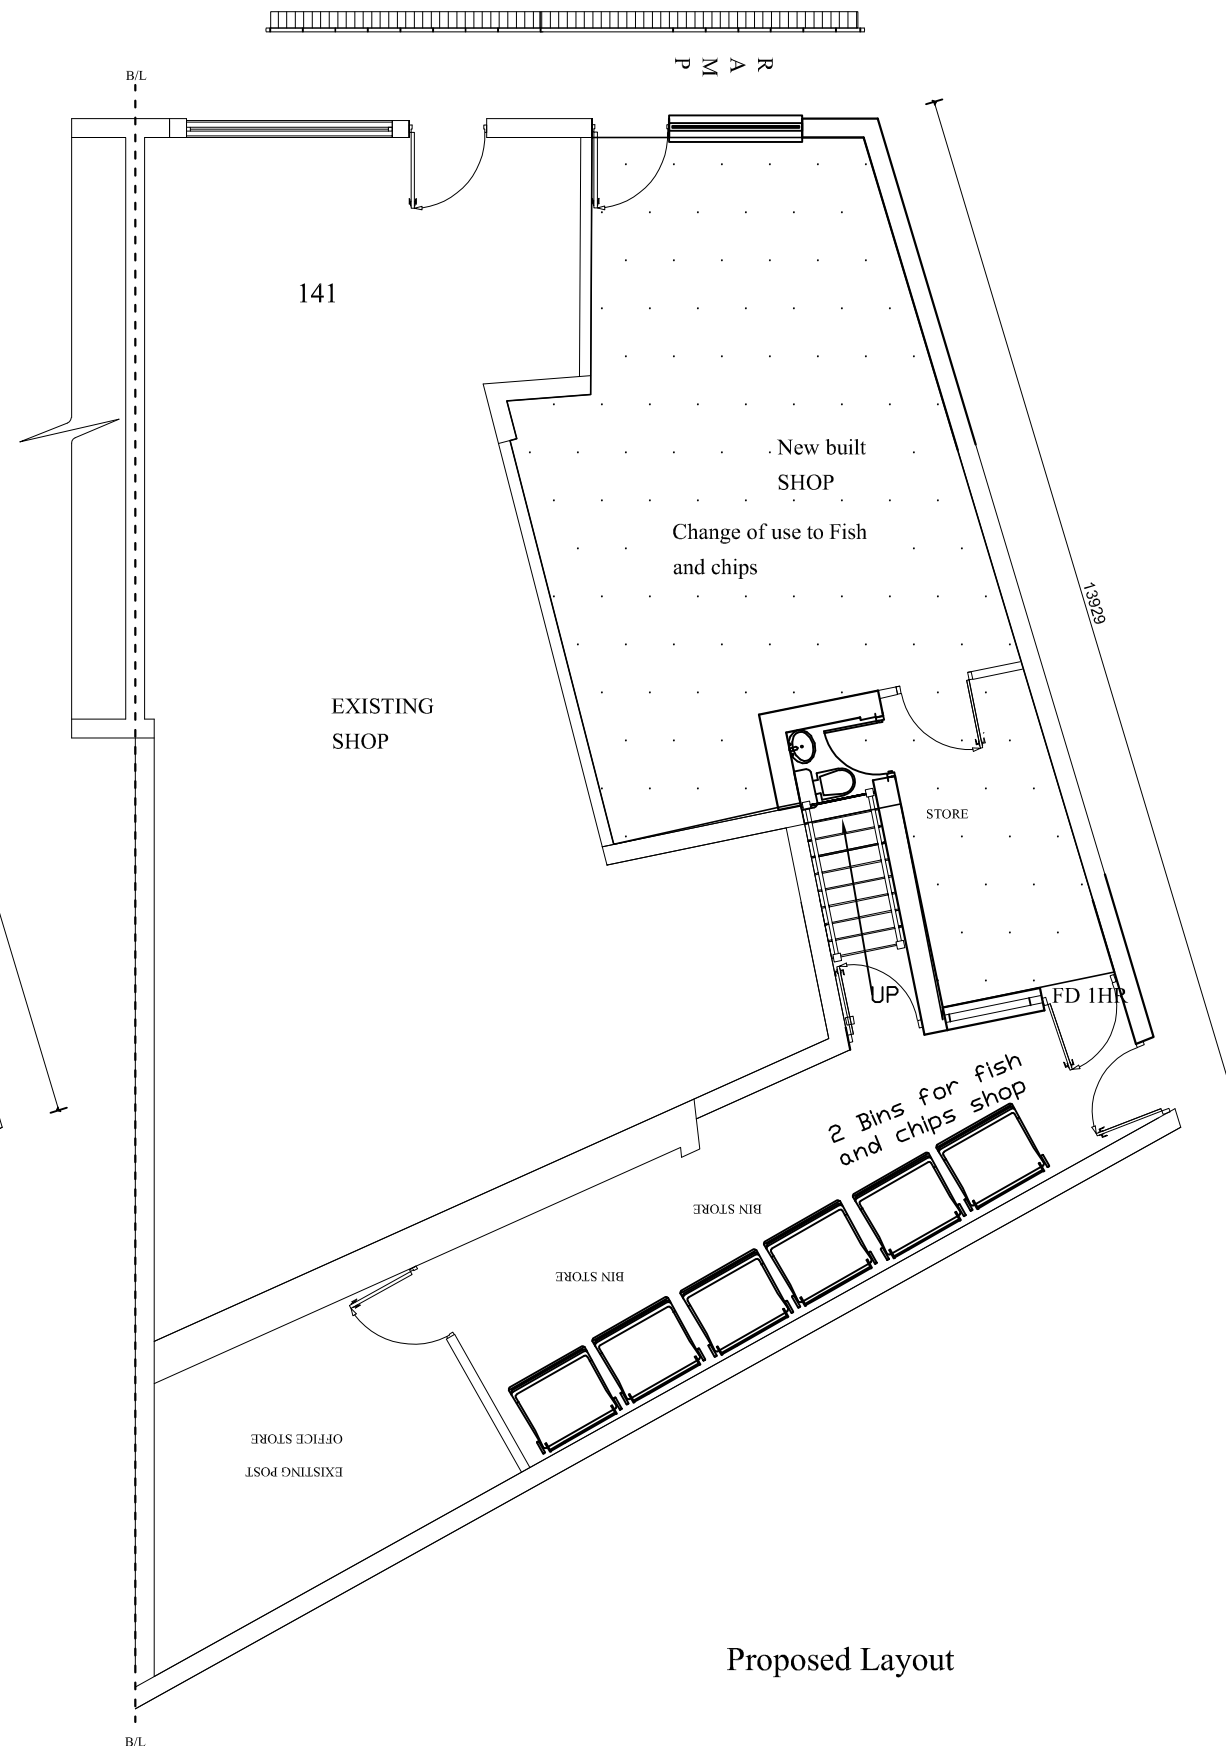 B/L
R A M P
141
New built
SHOP
Change of use to Fish
and chips
13929
EXISTING
SHOP
STORE
UP
FD 1HR
2 Bins for fish
and chips shop
BIN STORE
BIN STORE
EXISTING POST
OFFICE STORE
Proposed Layout
B/L